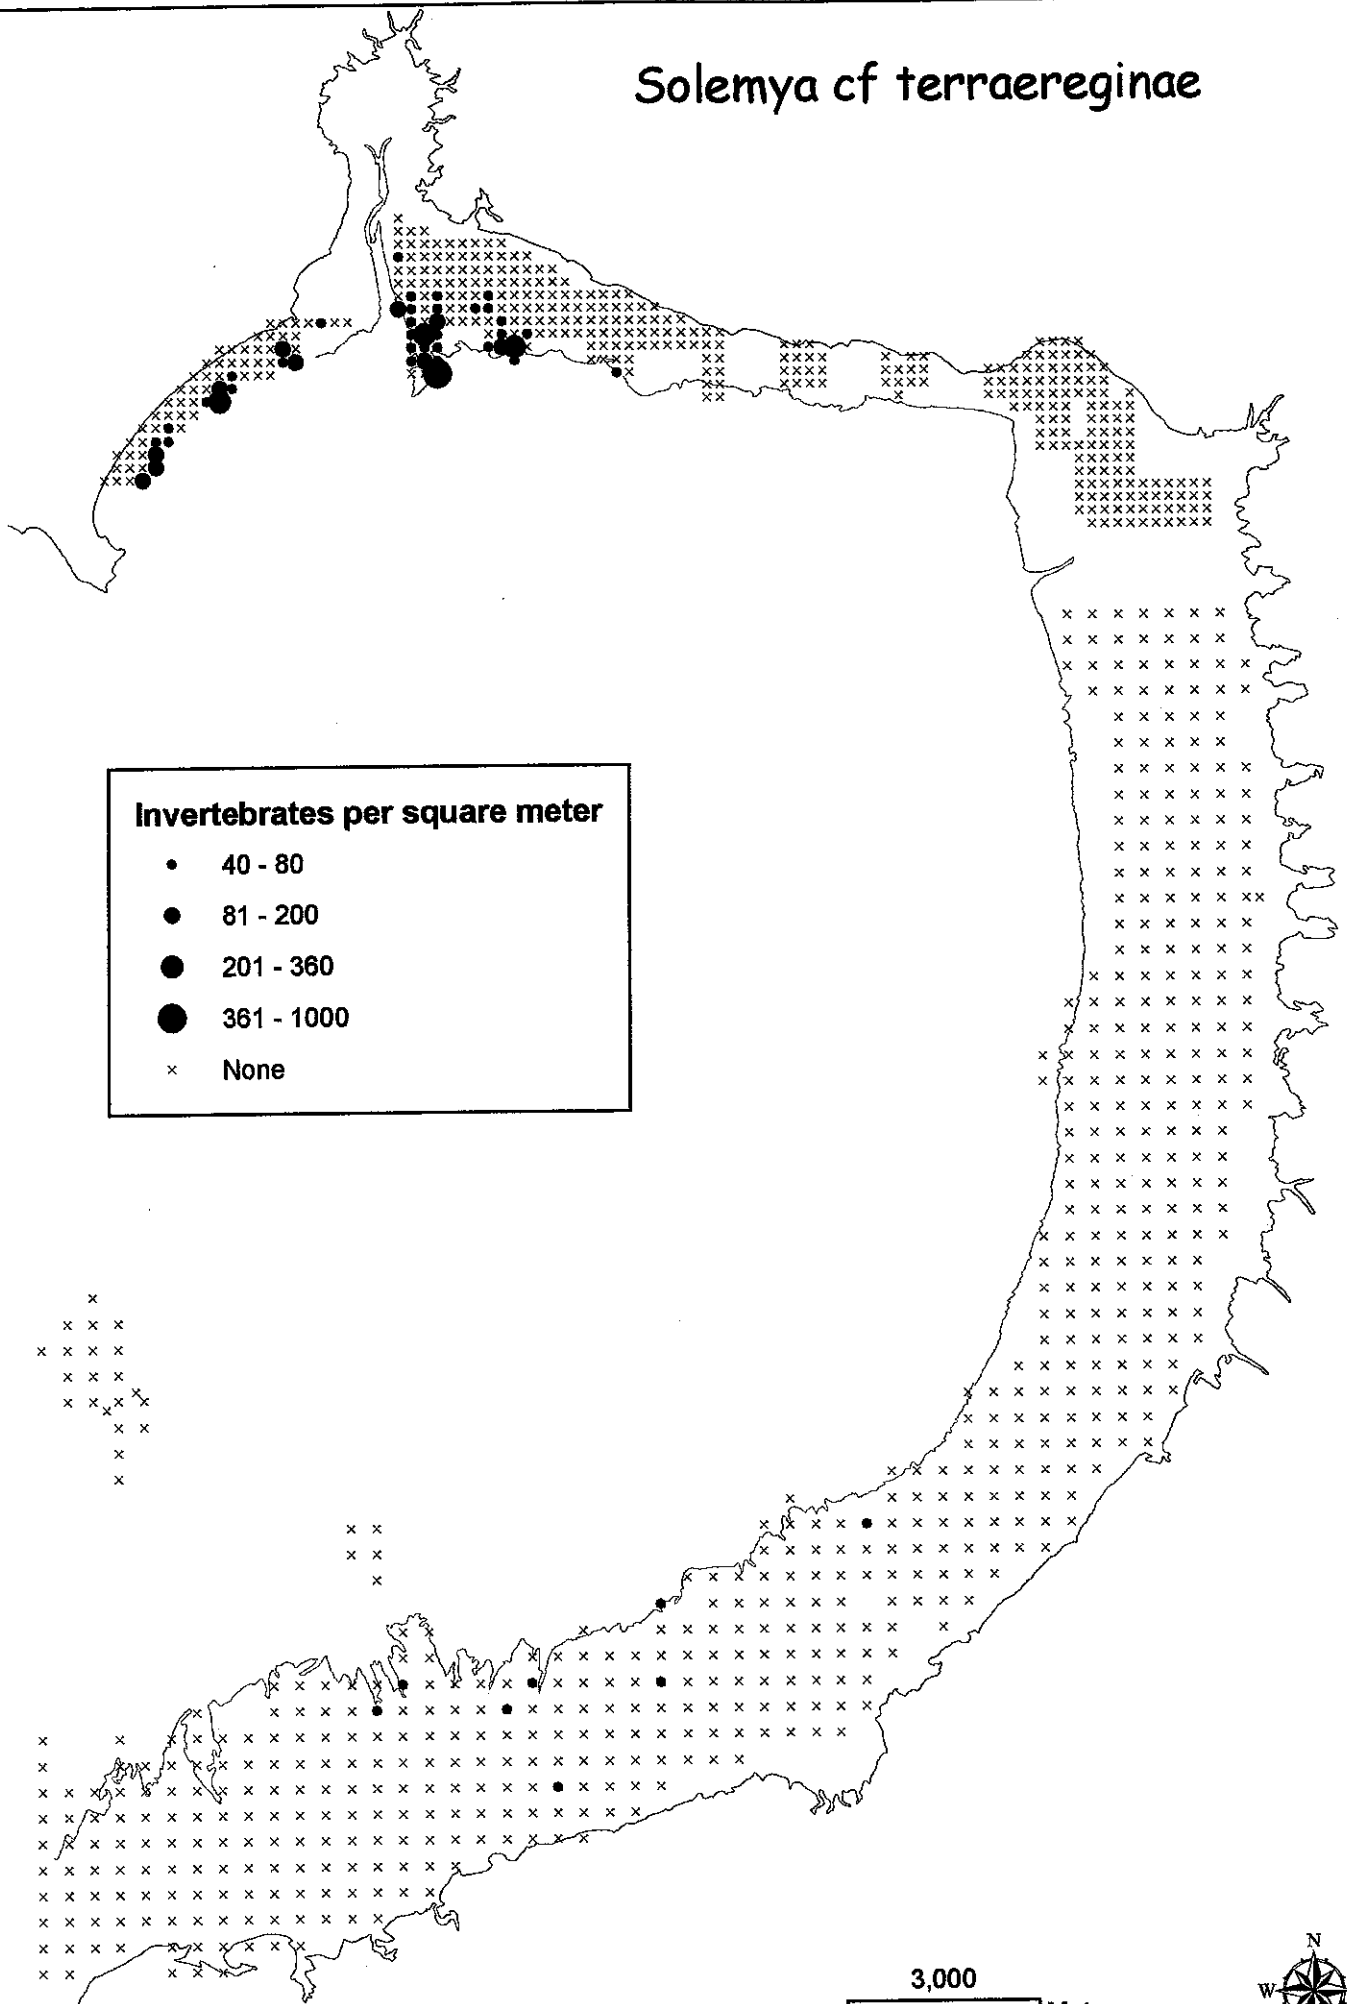 Solemya cf terraereginae
Invertebrates per square meter
40 - 80
81 - 200
201 - 360
361 - 1000
None
N
W
3,000